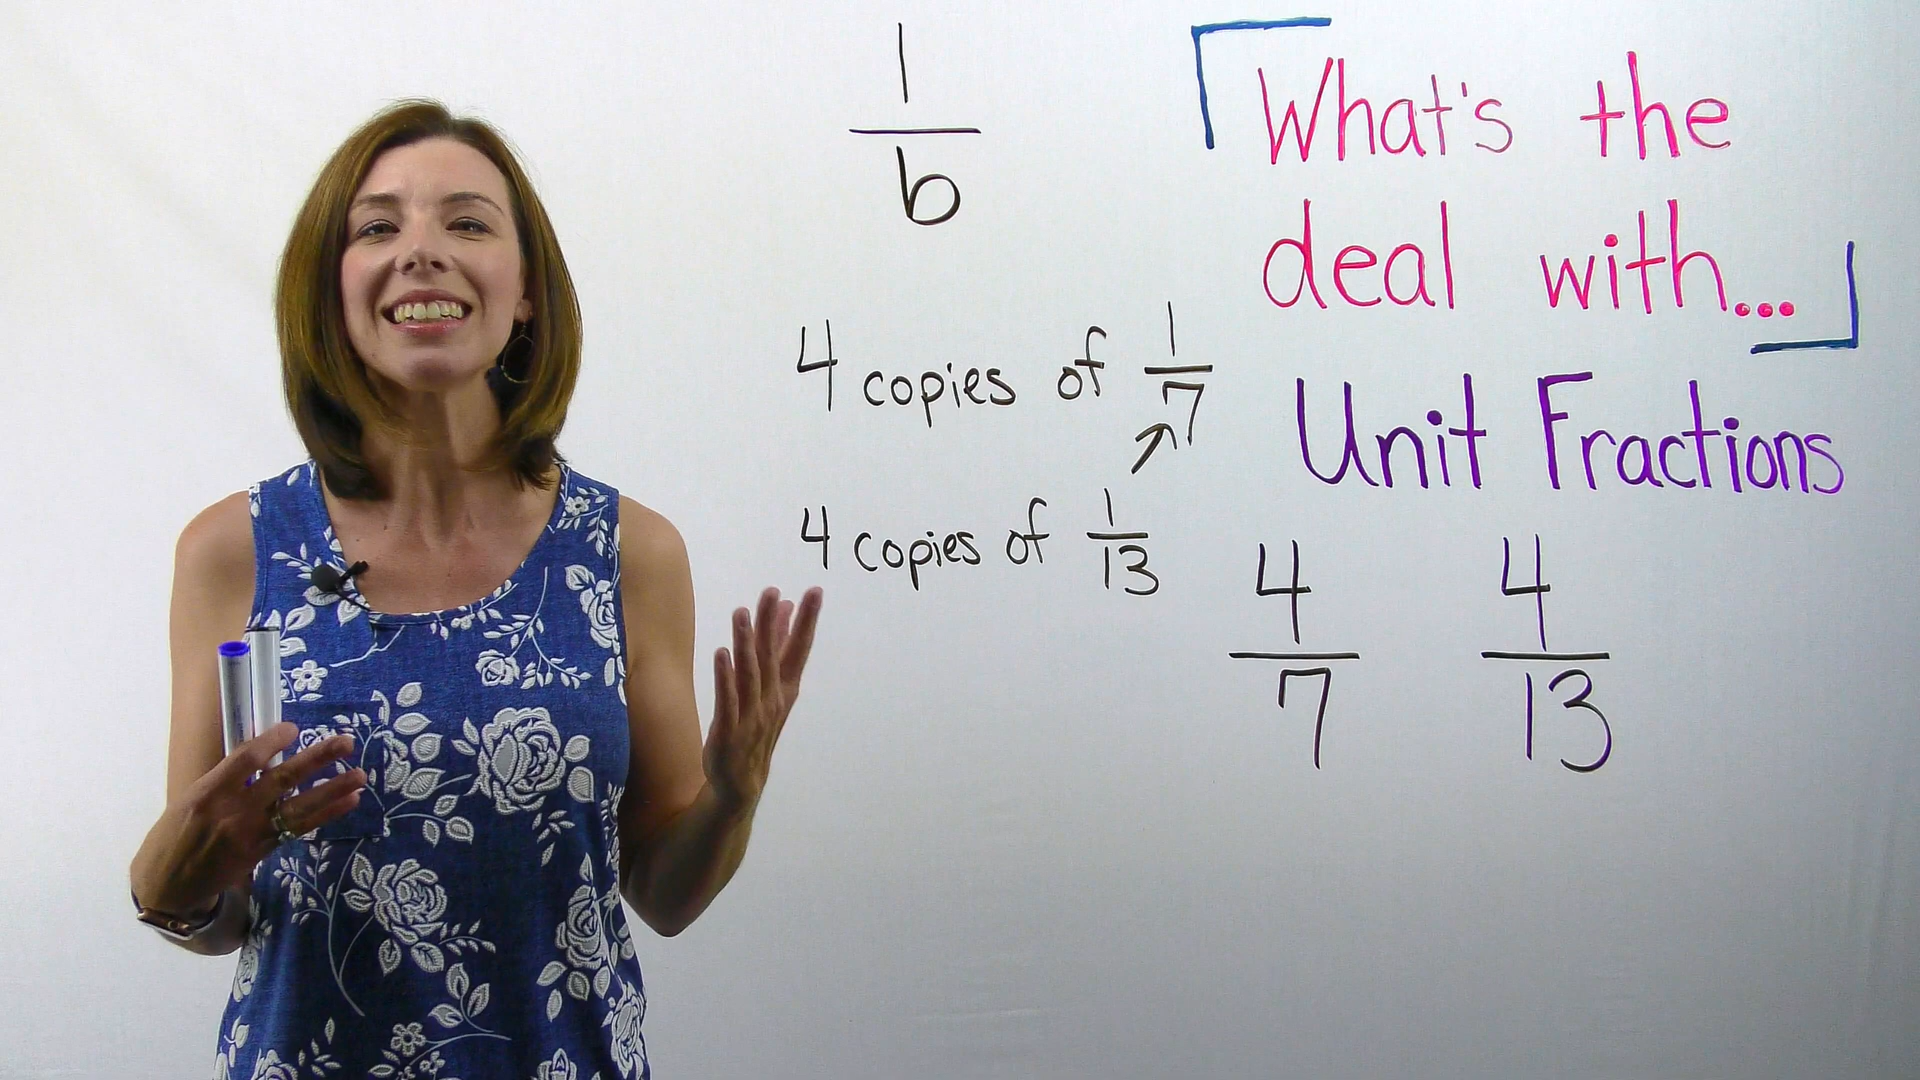 1
b
What's the
deal with...
Unit Fractions
4 copies of 1/7
4 copies of 1/13
4/7 4/13